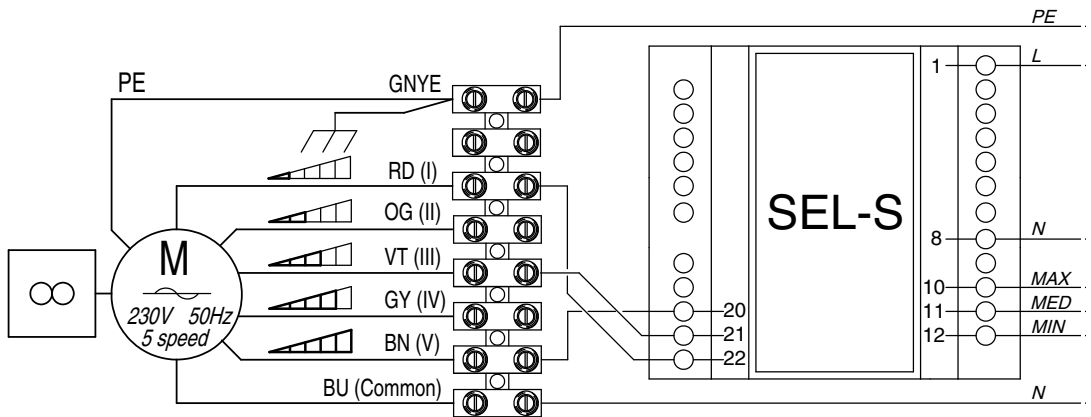 PE
L
1
PE
GNYE
RD (I)
OG (II)
SEL-S
8
N
M
VT (III)
10
MAX
230V 50Hz
GY (IV)
20
11
MED
5 speed
BN (V)
21
12
MIN
22
BU (Common)
N